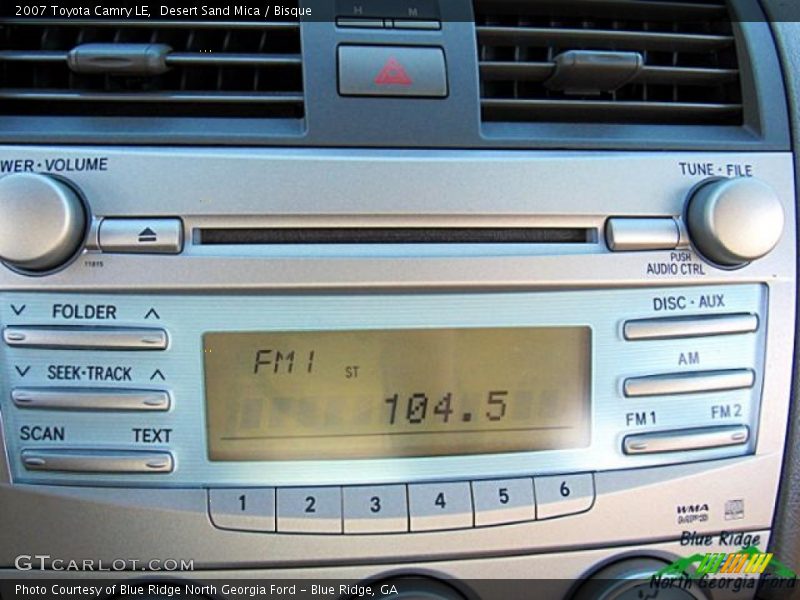 2007 Toyota Camry LE, Desert Sand Mica / Bisque
H M
WER·VOLUME
TUNE·FILE
11815
PUSH
AUDIO CTRL
FOLDER
DISC·AUX
SEEK·TRACK
AM
FM1
ST
104.5
SCAN TEXT
FM1 FM2
1 2 3 4 5 6
WMA
MP3
Blue Ridge
North Georgia Ford
GTCARLOT.COM
Photo Courtesy of Blue Ridge North Georgia Ford – Blue Ridge, GA